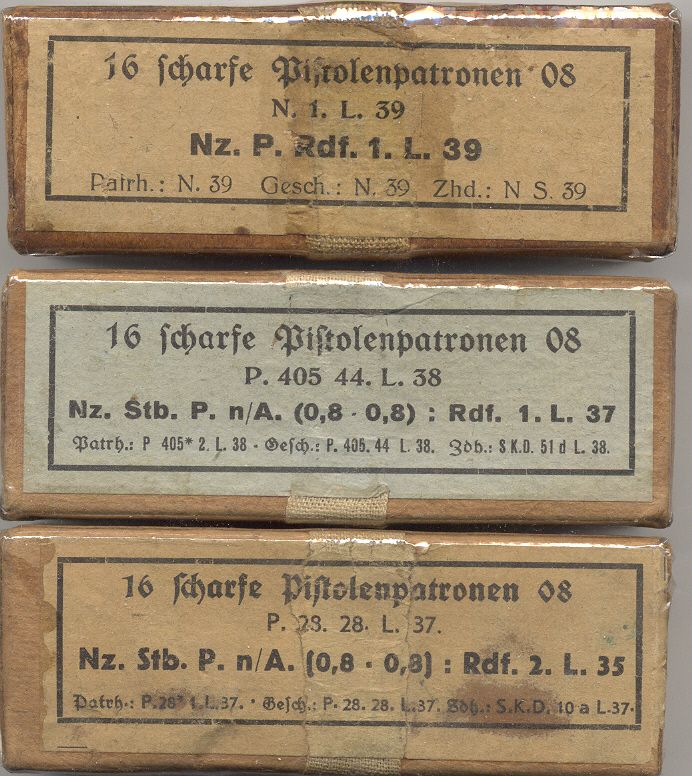 16 scharfe Pistolenpatronen 08
N. 1. L. 39
Nz. P. Rdf. 1. L. 39
Patrh.: N. 39 Gesch.: N. 39 Zhd.: N S. 39
16 scharfe Pistolenpatronen 08
P. 405 44. L. 38
Nz. Stb. P. n/A. (0,8 - 0,8) : Rdf. 1. L. 37
Patrh.: P 405* 2. L. 38 - Gesch.: P. 405. 44 L. 38. Zdh.: S.K.D. 51 d L. 38.
16 scharfe Pistolenpatronen 08
P. 28. 28. L. 37.
Nz. Stb. P. n/A. (0,8 - 0,8) : Rdf. 2. L. 35
Patrh.: P. 28* 1. L. 37. · Gesch.: P. 28. 28. L. 37. Zdh.: S.K.D. 10 a L. 37.